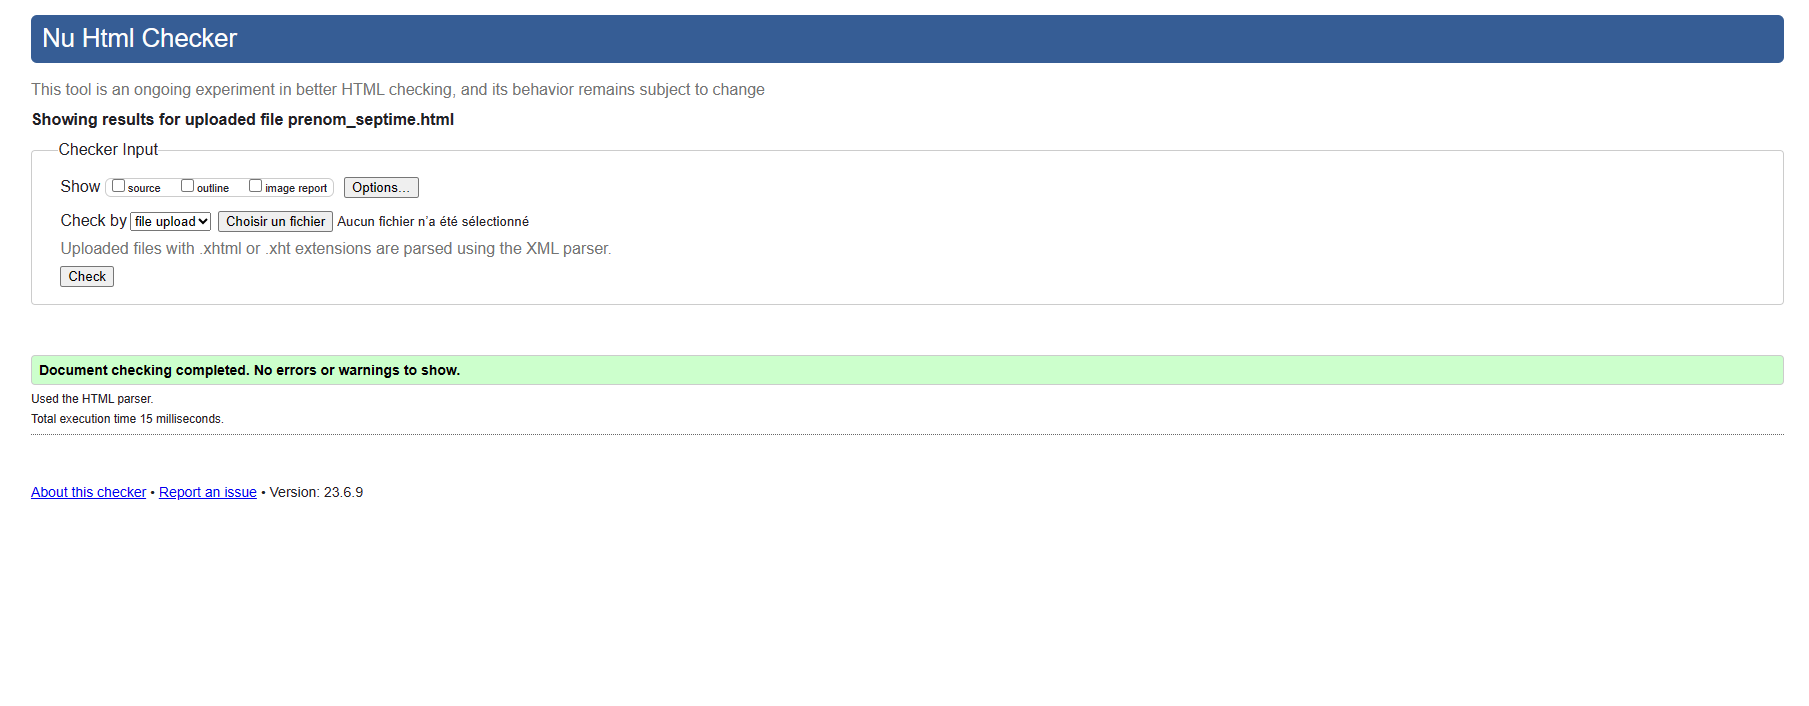 Nu Html Checker
This tool is an ongoing experiment in better HTML checking, and its behavior remains subject to change
Showing results for uploaded file prenom_septime.html
Checker Input
Show source outline image report Options...
Check by file upload Choisir un fichier Aucun fichier n'a été sélectionné
Uploaded files with .xhtml or .xht extensions are parsed using the XML parser.
Check
Document checking completed. No errors or warnings to show.
Used the HTML parser.
Total execution time 15 milliseconds.
About this checker • Report an issue • Version: 23.6.9